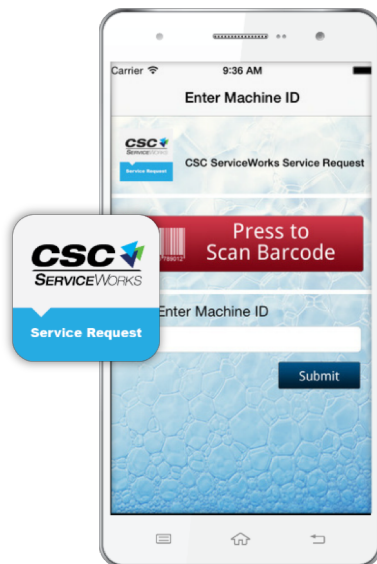 Carrier 9:36 AM
Enter Machine ID
CSC
SERVICEWORKS
Service Request
CSC ServiceWorks Service Request
Press to
Scan Barcode
789012
CSC
SERVICEWORKS
Service Request
Enter Machine ID
Submit